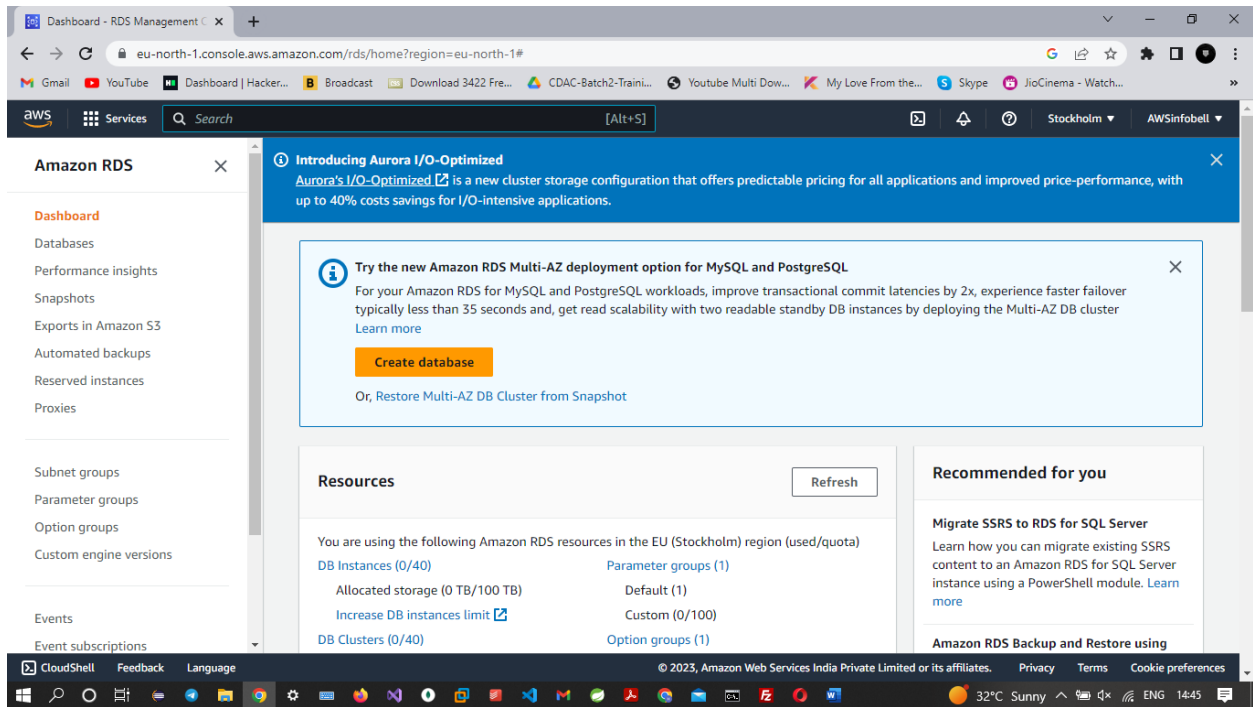 Dashboard - RDS Management C
eu-north-1.console.aws.amazon.com/rds/home?region=eu-north-1#
Gmail
YouTube
Dashboard | Hacker...
Broadcast
Download 3422 Fre...
CDAC-Batch2-Traini...
Youtube Multi Dow...
My Love From the...
Skype
JioCinema - Watch...
aws
Services
Search
[Alt+S]
Stockholm
AWSinfobell
Amazon RDS
Dashboard
Databases
Performance insights
Snapshots
Exports in Amazon S3
Automated backups
Reserved instances
Proxies
Subnet groups
Parameter groups
Option groups
Custom engine versions
Events
Event subscriptions
Introducing Aurora I/O-Optimized
Aurora's I/O-Optimized is a new cluster storage configuration that offers predictable pricing for all applications and improved price-performance, with
up to 40% costs savings for I/O-intensive applications.
Try the new Amazon RDS Multi-AZ deployment option for MySQL and PostgreSQL
For your Amazon RDS for MySQL and PostgreSQL workloads, improve transactional commit latencies by 2x, experience faster failover
typically less than 35 seconds and, get read scalability with two readable standby DB instances by deploying the Multi-AZ DB cluster
Learn more
Create database
Or, Restore Multi-AZ DB Cluster from Snapshot
Resources
Refresh
You are using the following Amazon RDS resources in the EU (Stockholm) region (used/quota)
DB Instances (0/40)
Allocated storage (0 TB/100 TB)
Increase DB instances limit
DB Clusters (0/40)
Parameter groups (1)
Default (1)
Custom (0/100)
Option groups (1)
Recommended for you
Migrate SSRS to RDS for SQL Server
Learn how you can migrate existing SSRS
content to an Amazon RDS for SQL Server
instance using a PowerShell module. Learn
more
Amazon RDS Backup and Restore using
CloudShell
Feedback
Language
© 2023, Amazon Web Services India Private Limited or its affiliates.
Privacy
Terms
Cookie preferences
32°C Sunny
ENG
14:45